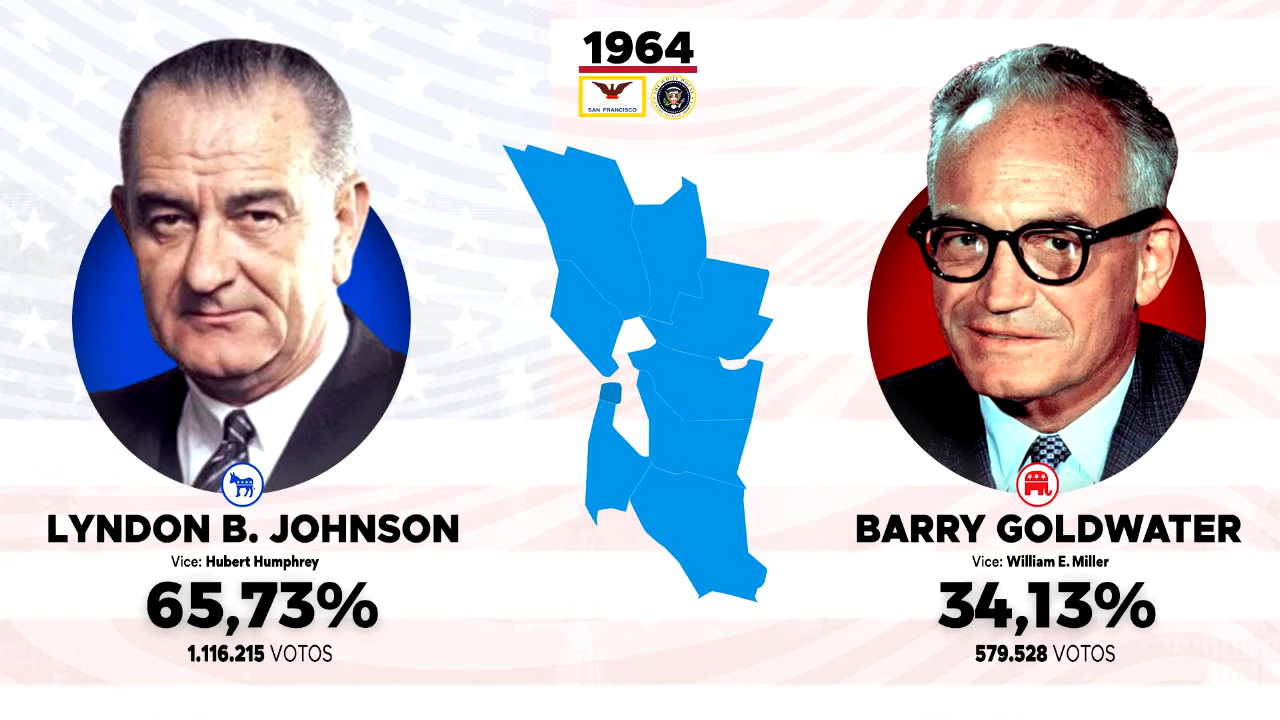 1964
SAN FRANCISCO
LYNDON B. JOHNSON
Vice: Hubert Humphrey
65,73%
1.116.215 VOTOS
BARRY GOLDWATER
Vice: William E. Miller
34,13%
579.528 VOTOS